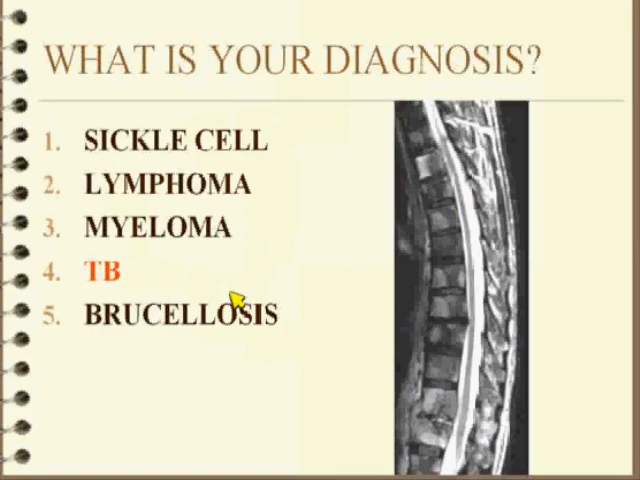 WHAT IS YOUR DIAGNOSIS?
1. SICKLE CELL
2. LYMPHOMA
3. MYELOMA
4. TB
5. BRUCELLOSIS